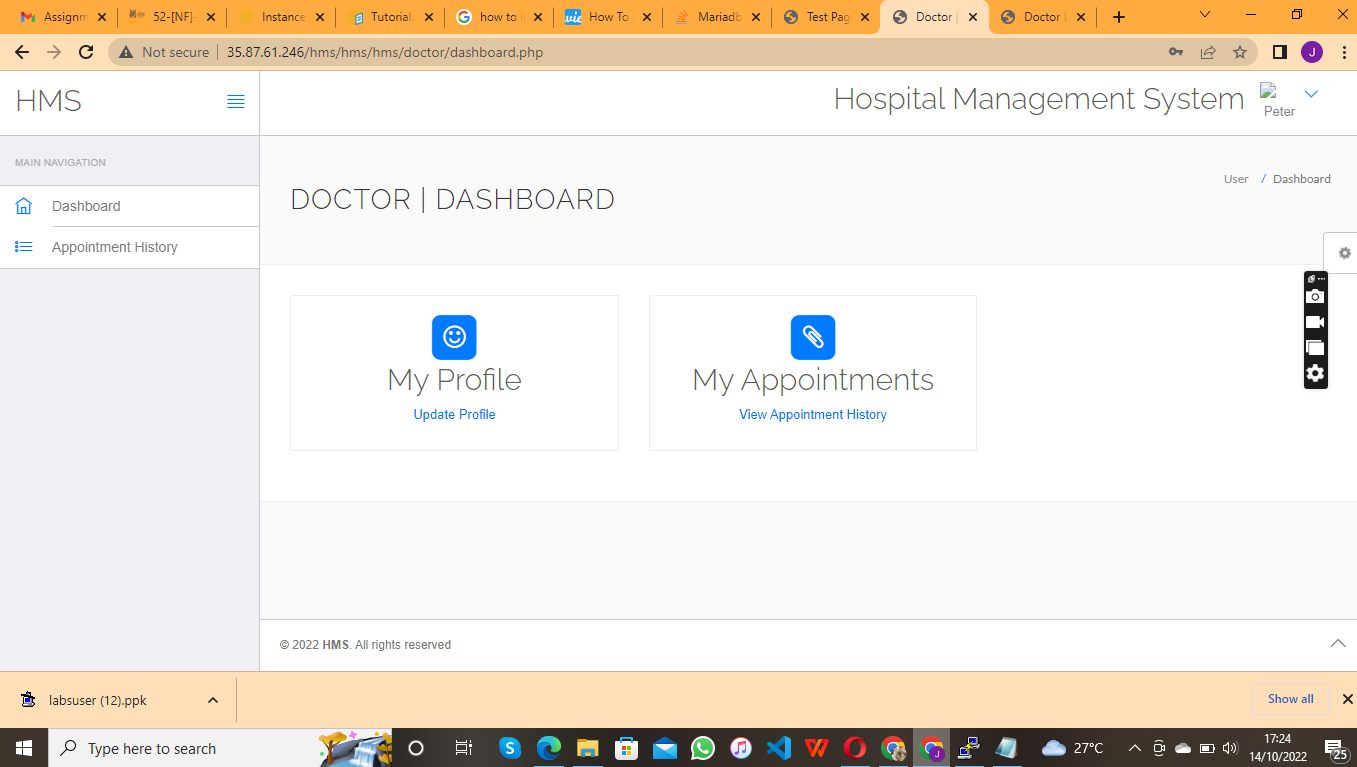 Assignm
52-[NF]-
Instance
Tutorial:
how to i
How To
Mariadb
Test Pag
Doctor |
Doctor L
Not secure
35.87.61.246/hms/hms/hms/doctor/dashboard.php
J
HMS
Hospital Management System
Peter
MAIN NAVIGATION
Dashboard
Appointment History
DOCTOR | DASHBOARD
User / Dashboard
My Profile
Update Profile
My Appointments
View Appointment History
© 2022 HMS. All rights reserved
labsuser (12).ppk
Show all
Type here to search
27°C
17:24
14/10/2022
25